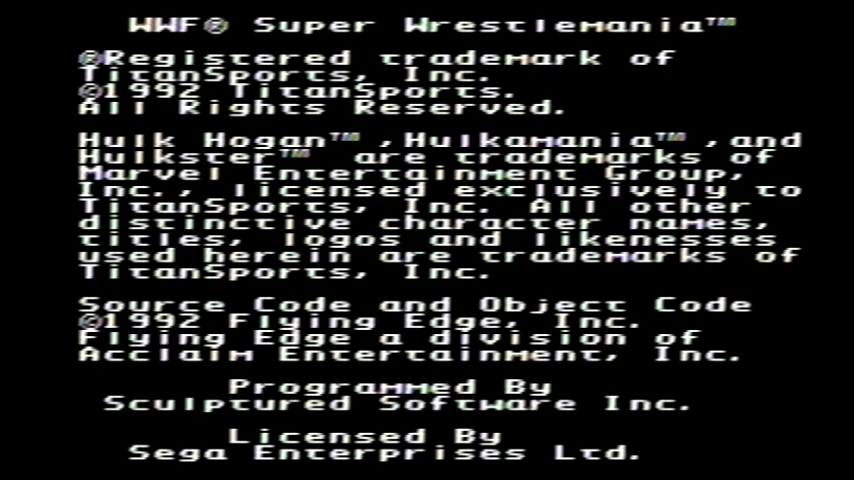 WWF® Super Wrestlemania™
®Registered trademark of
TitanSports, Inc.
©1992 TitanSports.
All Rights Reserved.
Hulk Hogan™ ,Hulkamania™ ,and
Hulkster™ are trademarks of
Marvel Entertainment Group,
Inc., licensed exclusively to
TitanSports, Inc. All other
distinctive character names,
titles, logos and likenesses
used herein are trademarks of
TitanSports, Inc.
Source Code and Object Code
©1992 Flying Edge, Inc.
Flying Edge a division of
Acclaim Entertainment, Inc.
Programmed By
Sculptured Software Inc.
Licensed By
Sega Enterprises Ltd.